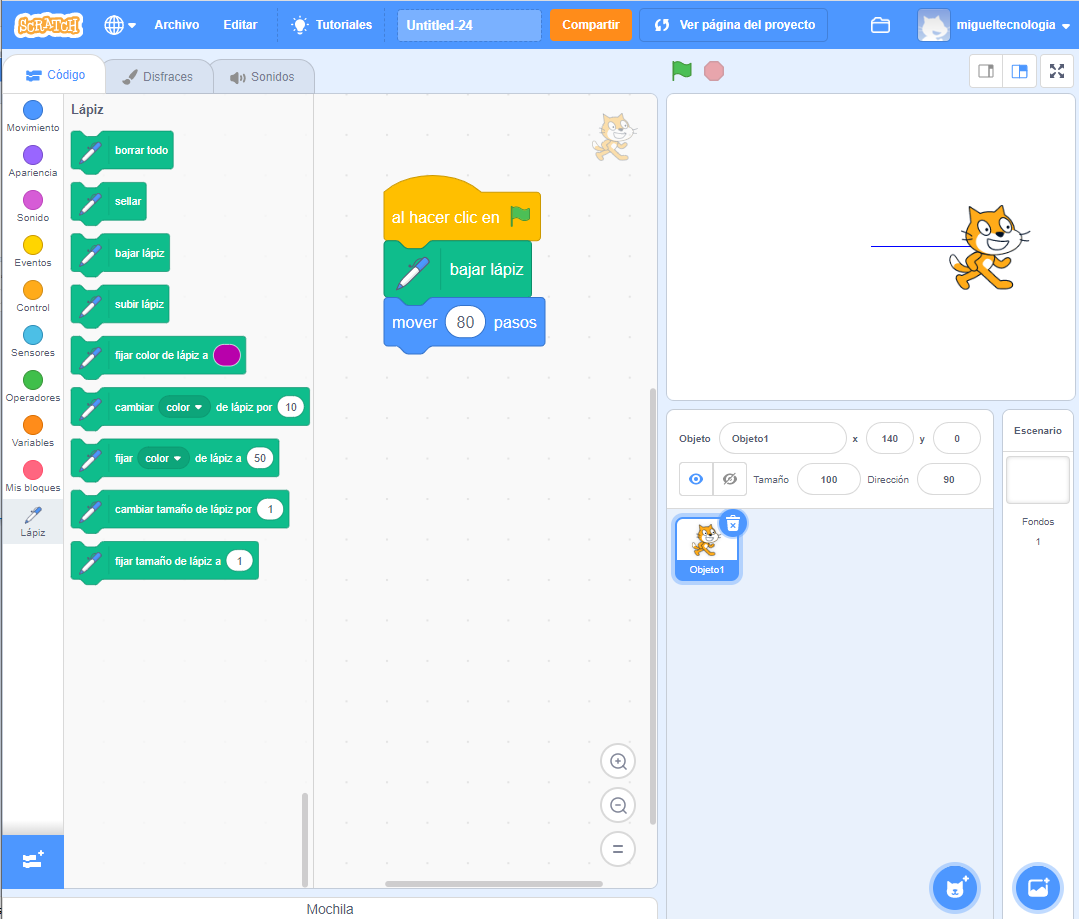 SCRATCH
Archivo
Editar
Tutoriales
Untitled-24
Compartir
Ver página del proyecto
migueltecnologia
Código
Disfraces
Sonidos
Movimiento
Apariencia
Sonido
Eventos
Control
Sensores
Operadores
Variables
Mis bloques
Lápiz
Lápiz
borrar todo
sellar
bajar lápiz
subir lápiz
fijar color de lápiz a
cambiar color de lápiz por 10
fijar color de lápiz a 50
cambiar tamaño de lápiz por 1
fijar tamaño de lápiz a 1
al hacer clic en
bajar lápiz
mover 80 pasos
Objeto Objeto1 x 140 y 0
Tamaño 100 Dirección 90
Objeto1
Escenario
Fondos
1
Mochila